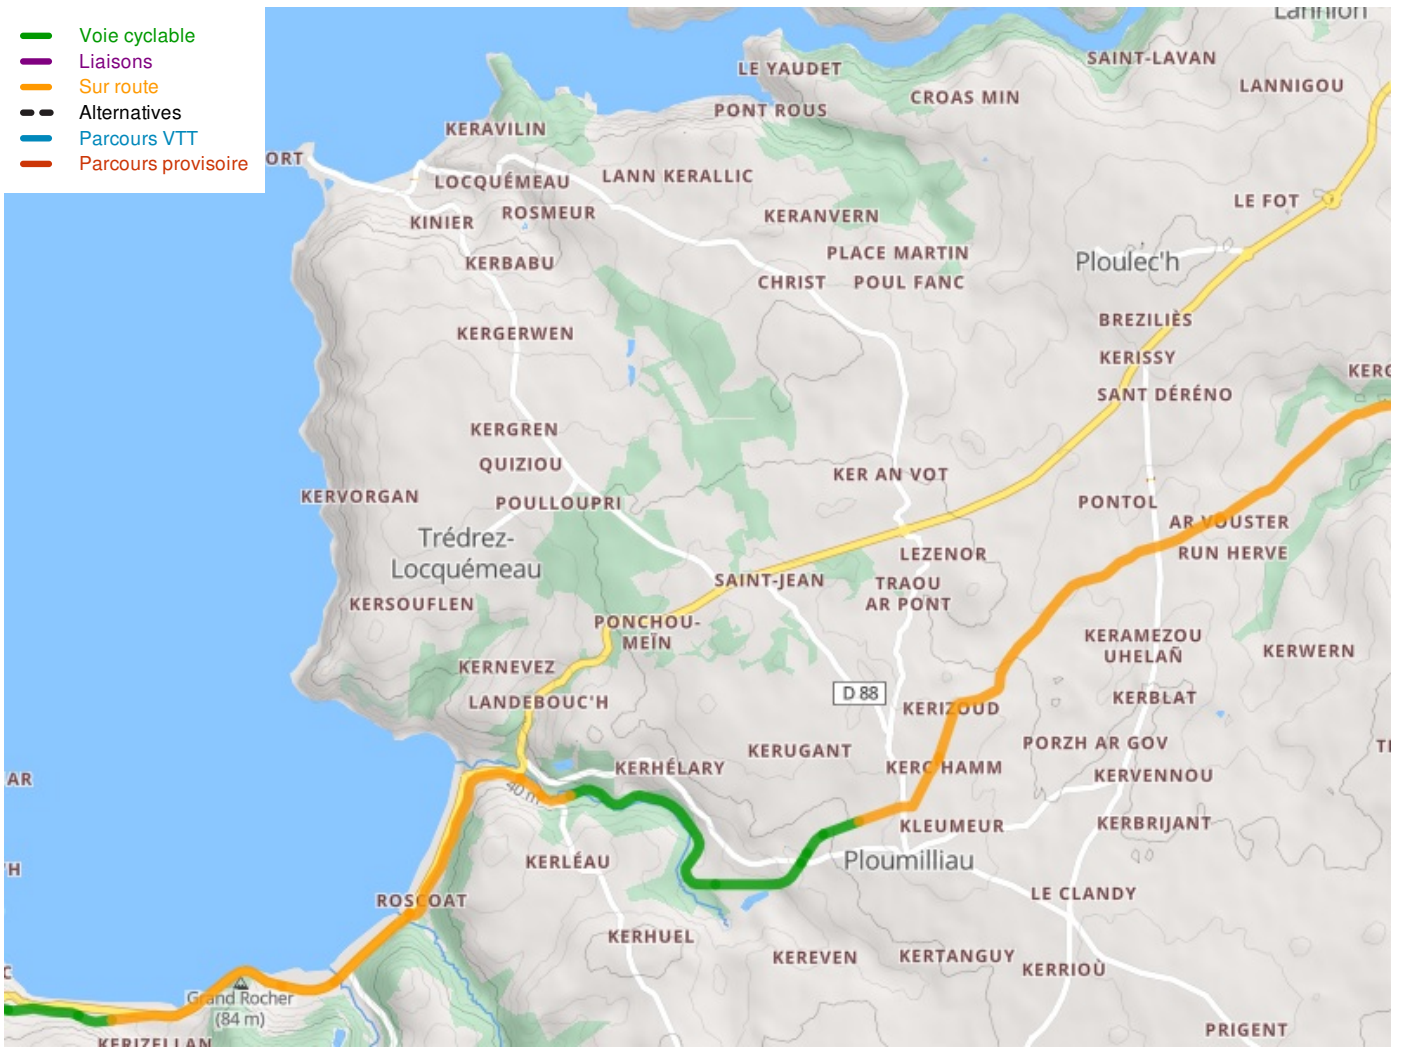 Voie cyclable
Liaisons
Sur route
Alternatives
Parcours VTT
Parcours provisoire
Lannion
SAINT-LAVAN
LE YAUDET
LANNIGOU
CROAS MIN
PONT ROUS
KERAVILIN
ORT
LOCQUÉMEAU
LANN KERALLIC
LE FOT
ROSMEUR
KERANVERN
KINIER
PLACE MARTIN
Ploulec'h
KERBABU
CHRIST
POUL FANC
BREZILIÈS
KERGERWEN
KERISSY
KERG
SANT DÉRÉNO
KERGREN
QUIZIOU
KER AN VOT
KERVORGAN
POULLOUPRI
PONTOL
AR VOUSTER
Trédrez-
Locquémeau
LEZENOR
RUN HERVE
SAINT-JEAN
TRAOU
AR PONT
KERSOUFLEN
PONCHOU-
MEÏN
KERAMEZOU
UHELAÑ
KERWERN
KERNEVEZ
LANDEBOUC'H
D 88
KERBLAT
KERIZOUD
PORZH AR GOV
KERUGANT
KERHÉLARY
KERC'HAMM
KERVENNOU
AR
40 m
KLEUMEUR
KERBRIJANT
KERLÉAU
Ploumilliau
'H
ROSCOAT
LE CLANDY
KERHUEL
KEREVEN
KERTANGUY
KERRIOÙ
C
Grand Rocher
(84 m)
PRIGENT
KERIZELLAN